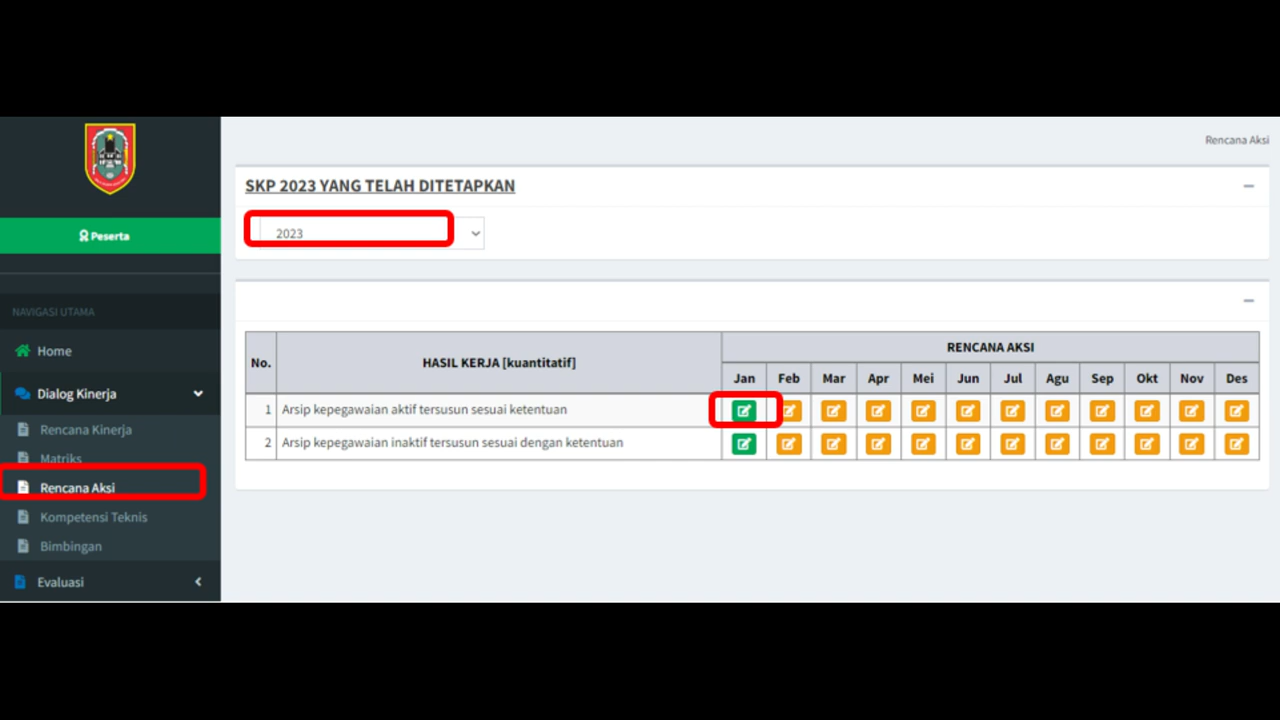 Rencana Aksi
SKP 2023 YANG TELAH DITETAPKAN
2023
Peserta
NAVIGASI UTAMA
Home
Dialog Kinerja
Rencana Kinerja
Matriks
Rencana Aksi
Kompetensi Teknis
Bimbingan
Evaluasi
No. HASIL KERJA [kuantitatif] RENCANA AKSI
Jan Feb Mar Apr Mei Jun Jul Agu Sep Okt Nov Des
1 Arsip kepegawaian aktif tersusun sesuai ketentuan
2 Arsip kepegawaian inaktif tersusun sesuai dengan ketentuan